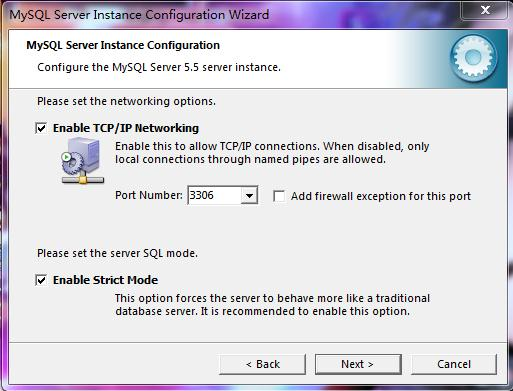 MySQL Server Instance Configuration Wizard
MySQL Server Instance Configuration
Configure the MySQL Server 5.5 server instance.
Please set the networking options.
Enable TCP/IP Networking
Enable this to allow TCP/IP connections. When disabled, only
local connections through named pipes are allowed.
Port Number: 3306 Add firewall exception for this port
Please set the server SQL mode.
Enable Strict Mode
This option forces the server to behave more like a traditional
database server. It is recommended to enable this option.
< Back Next > Cancel